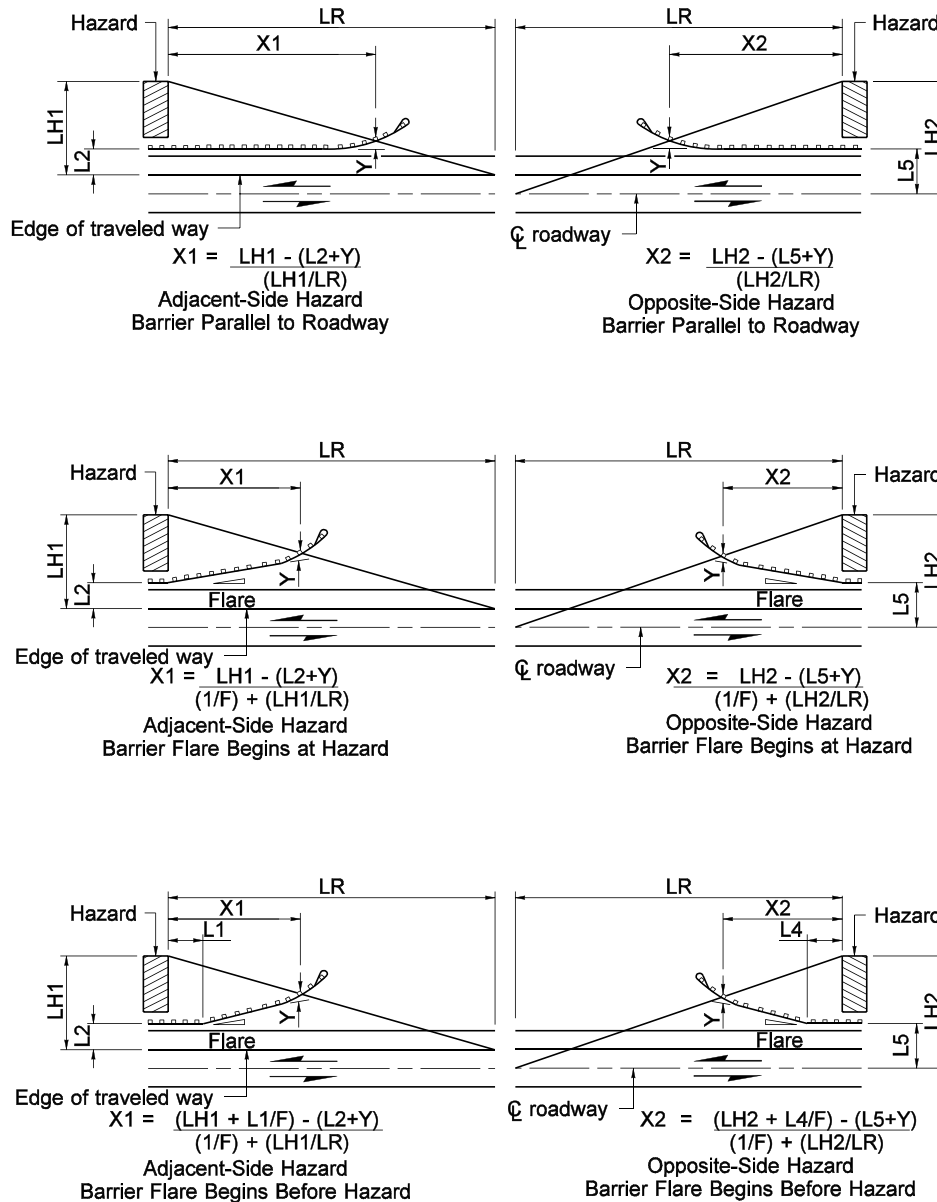 LR
LR
Hazard
X1
X2
Hazard
LH1
LH2
L2
Y
Y
L5
Edge of traveled way
℄ roadway
X1 = LH1 - (L2+Y)
(LH1/LR)
Adjacent-Side Hazard
Barrier Parallel to Roadway
X2 = LH2 - (L5+Y)
(LH2/LR)
Opposite-Side Hazard
Barrier Parallel to Roadway
LR
LR
Hazard
X1
X2
Hazard
LH1
LH2
L2
Y
Y
L5
Flare
Flare
Edge of traveled way
℄ roadway
X1 = LH1 - (L2+Y)
(1/F) + (LH1/LR)
Adjacent-Side Hazard
Barrier Flare Begins at Hazard
X2 = LH2 - (L5+Y)
(1/F) + (LH2/LR)
Opposite-Side Hazard
Barrier Flare Begins at Hazard
LR
LR
Hazard
X1
X2
Hazard
L1
L4
LH1
LH2
L2
Y
Y
L5
Flare
Flare
Edge of traveled way
℄ roadway
X1 = (LH1 + L1/F) - (L2+Y)
(1/F) + (LH1/LR)
Adjacent-Side Hazard
Barrier Flare Begins Before Hazard
X2 = (LH2 + L4/F) - (L5+Y)
(1/F) + (LH2/LR)
Opposite-Side Hazard
Barrier Flare Begins Before Hazard